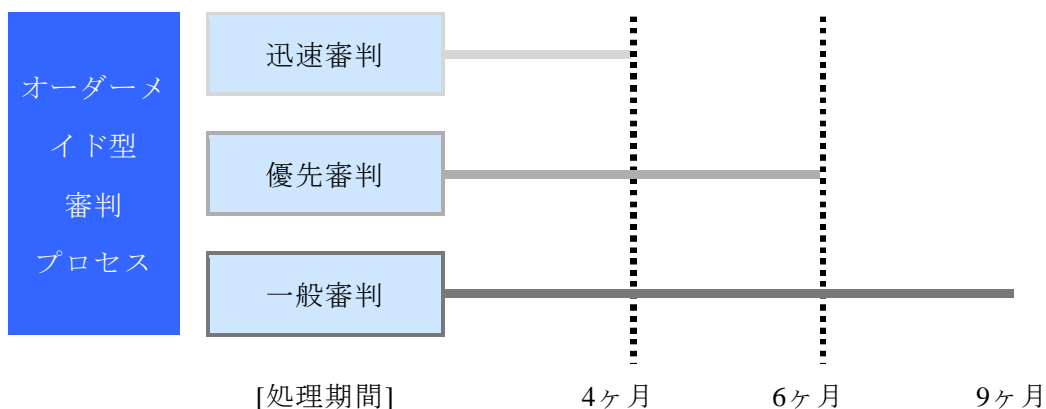 オーダーメ
イド型
審判
プロセス
迅速審判
優先審判
一般審判
[処理期間] 4ヶ月 6ヶ月 9ヶ月